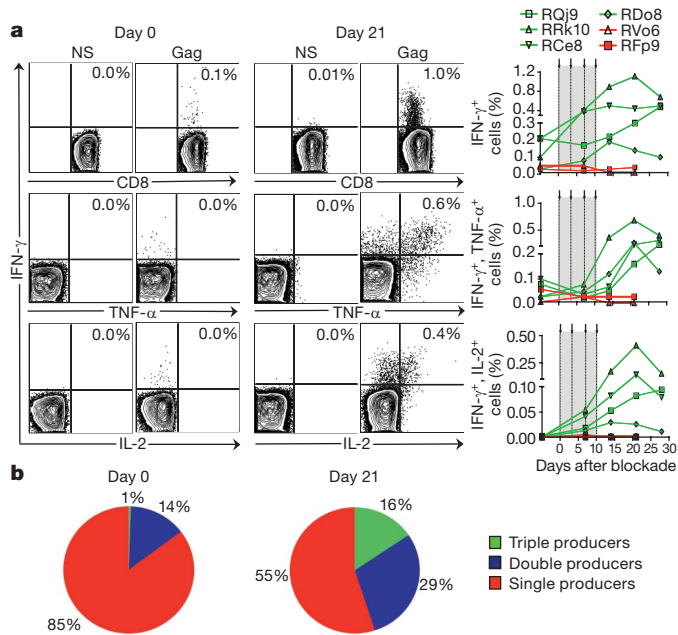 a
Day 0
Day 21
RQj9
RDo8
RRk10
RVo6
RCe8
RFp9
NS
Gag
NS
Gag
0.0%
0.1%
0.01%
1.0%
CD8
CD8
IFN-γ
0.0%
0.0%
0.0%
0.6%
TNF-α
TNF-α
0.0%
0.0%
0.0%
0.4%
IL-2
IL-2
IFN-γ+
cells (%)
1.2
0.8
0.4
0.3
0.2
0.1
0.0
IFN-γ+, TNF-α+
cells (%)
1.0
0.6
0.2
0.1
0.0
IFN-γ+, IL-2+
cells (%)
0.50
0.25
0.10
0.05
0.00
0 5 10 15 20 25 30
Days after blockade
b
Day 0
1%
14%
85%
Day 21
16%
29%
55%
Triple producers
Double producers
Single producers